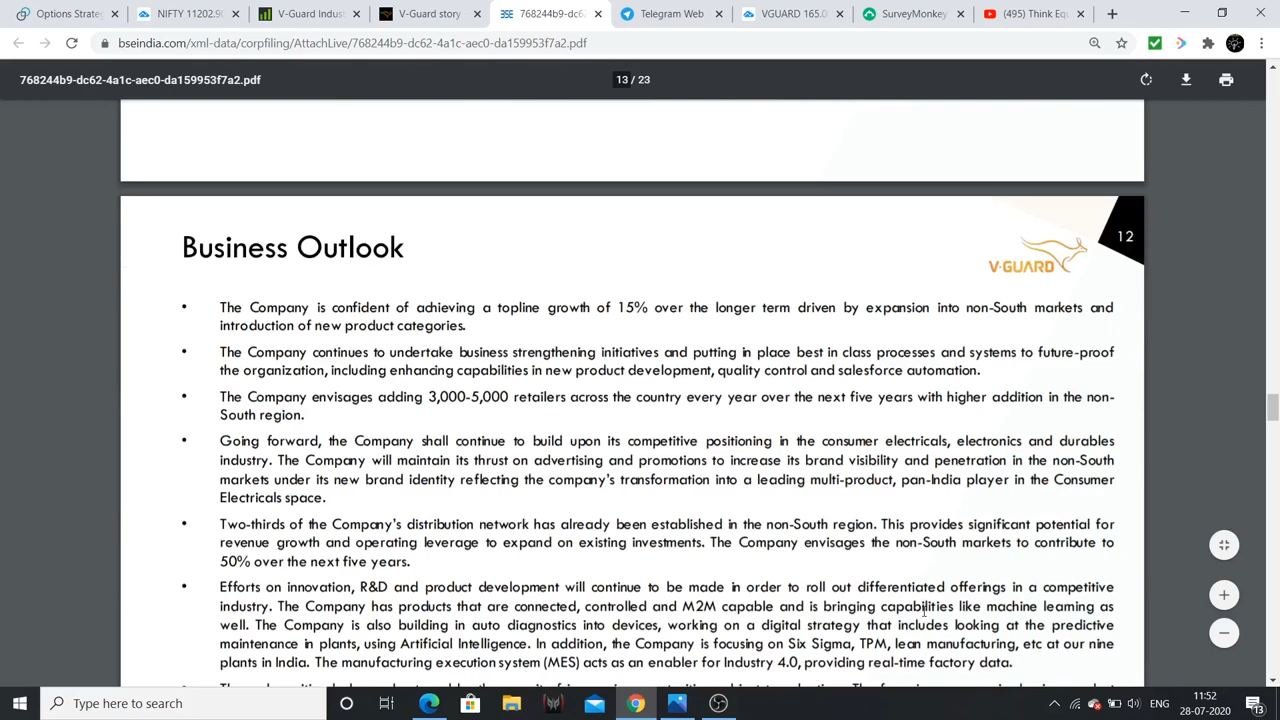 Options Strateg
NIFTY 11202.90
V-Guard Indust
V-Guard story
768244b9-dc62
Telegram Web
VGUARD 165.0
SurveyMonkey
(495) Think Equ
bseindia.com/xml-data/corpfiling/AttachLive/768244b9-dc62-4a1c-aec0-da159953f7a2.pdf
768244b9-dc62-4a1c-aec0-da159953f7a2.pdf
13 / 23
12
Business Outlook
V-GUARD
• The Company is confident of achieving a topline growth of 15% over the longer term driven by expansion into non-South markets and
introduction of new product categories.
• The Company continues to undertake business strengthening initiatives and putting in place best in class processes and systems to future-proof
the organization, including enhancing capabilities in new product development, quality control and salesforce automation.
• The Company envisages adding 3,000-5,000 retailers across the country every year over the next five years with higher addition in the non-
South region.
• Going forward, the Company shall continue to build upon its competitive positioning in the consumer electricals, electronics and durables
industry. The Company will maintain its thrust on advertising and promotions to increase its brand visibility and penetration in the non-South
markets under its new brand identity reflecting the company's transformation into a leading multi-product, pan-India player in the Consumer
Electricals space.
• Two-thirds of the Company's distribution network has already been established in the non-South region. This provides significant potential for
revenue growth and operating leverage to expand on existing investments. The Company envisages the non-South markets to contribute to
50% over the next five years.
• Efforts on innovation, R&D and product development will continue to be made in order to roll out differentiated offerings in a competitive
industry. The Company has products that are connected, controlled and M2M capable and is bringing capabilities like machine learning as
well. The Company is also building in auto diagnostics into devices, working on a digital strategy that includes looking at the predictive
maintenance in plants, using Artificial Intelligence. In addition, the Company is focusing on Six Sigma, TPM, lean manufacturing, etc at our nine
plants in India. The manufacturing execution system (MES) acts as an enabler for Industry 4.0, providing real-time factory data.
Type here to search
ENG
11:52
28-07-2020
13